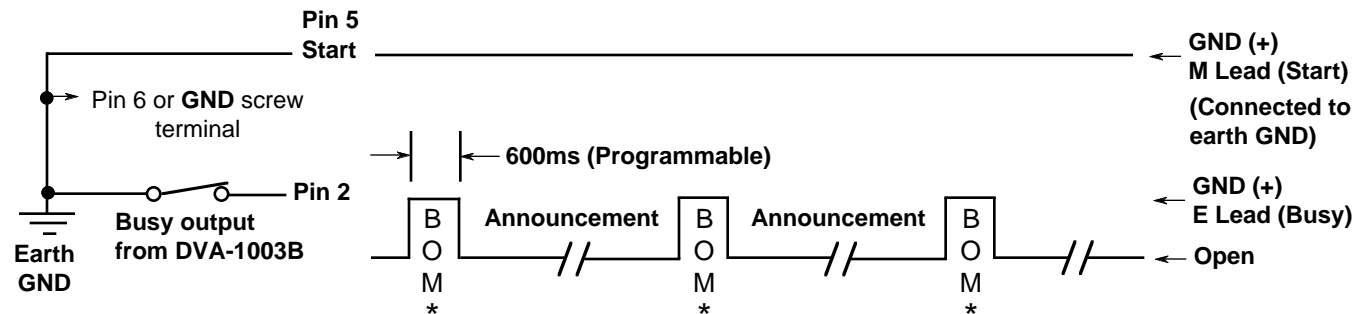 Pin 5
Start
GND (+)
M Lead (Start)
(Connected to
earth GND)
Pin 6 or GND screw
terminal
600ms (Programmable)
Pin 2
Busy output
from DVA-1003B
Earth
GND
B
O
M
*
Announcement
B
O
M
*
Announcement
B
O
M
*
GND (+)
E Lead (Busy)
Open